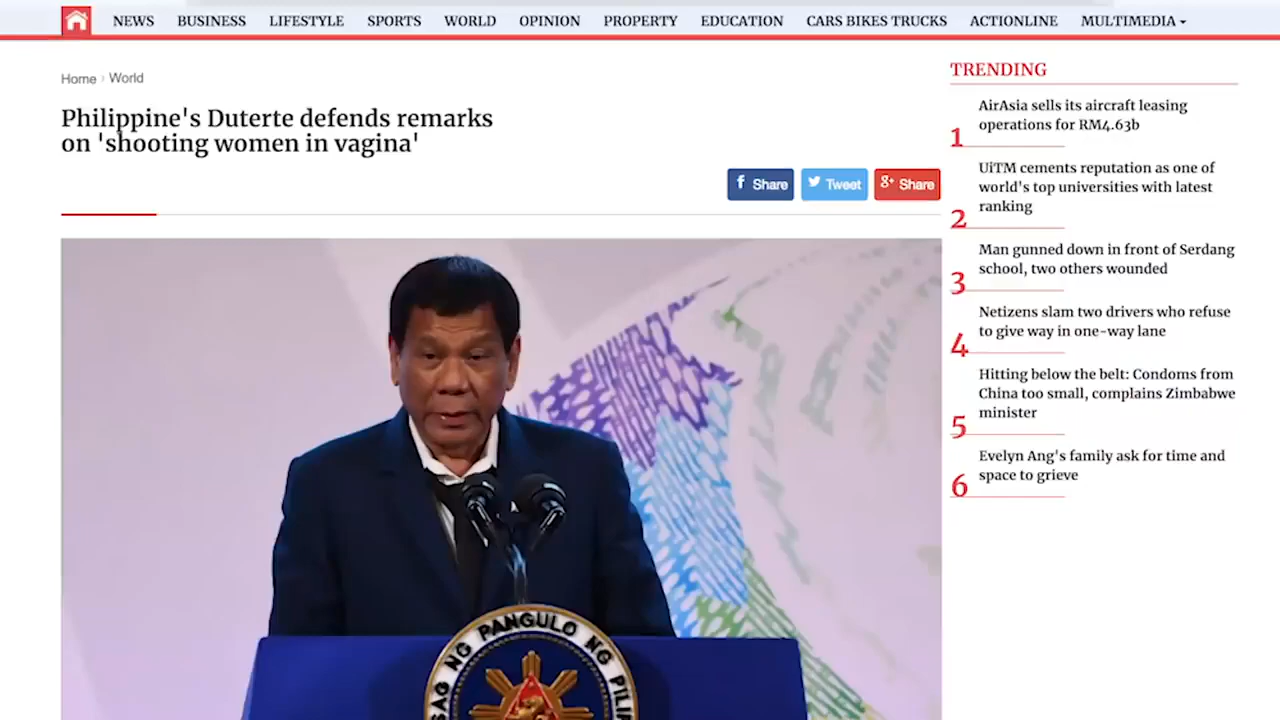 NEWS BUSINESS LIFESTYLE SPORTS WORLD OPINION PROPERTY EDUCATION CARS BIKES TRUCKS ACTIONLINE MULTIMEDIA
Home › World
Philippine's Duterte defends remarks
on 'shooting women in vagina'
Share Tweet Share
TRENDING
1
AirAsia sells its aircraft leasing
operations for RM4.63b
2
UiTM cements reputation as one of
world's top universities with latest
ranking
3
Man gunned down in front of Serdang
school, two others wounded
4
Netizens slam two drivers who refuse
to give way in one-way lane
5
Hitting below the belt: Condoms from
China too small, complains Zimbabwe
minister
6
Evelyn Ang's family ask for time and
space to grieve
SAG NG PANGULO NG PILI